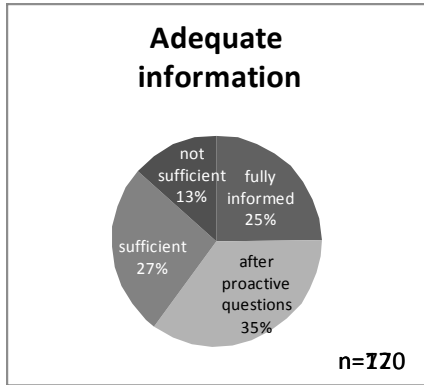 Adequate
information
not
sufficient
13%
fully
informed
25%
sufficient
27%
after
proactive
questions
35%